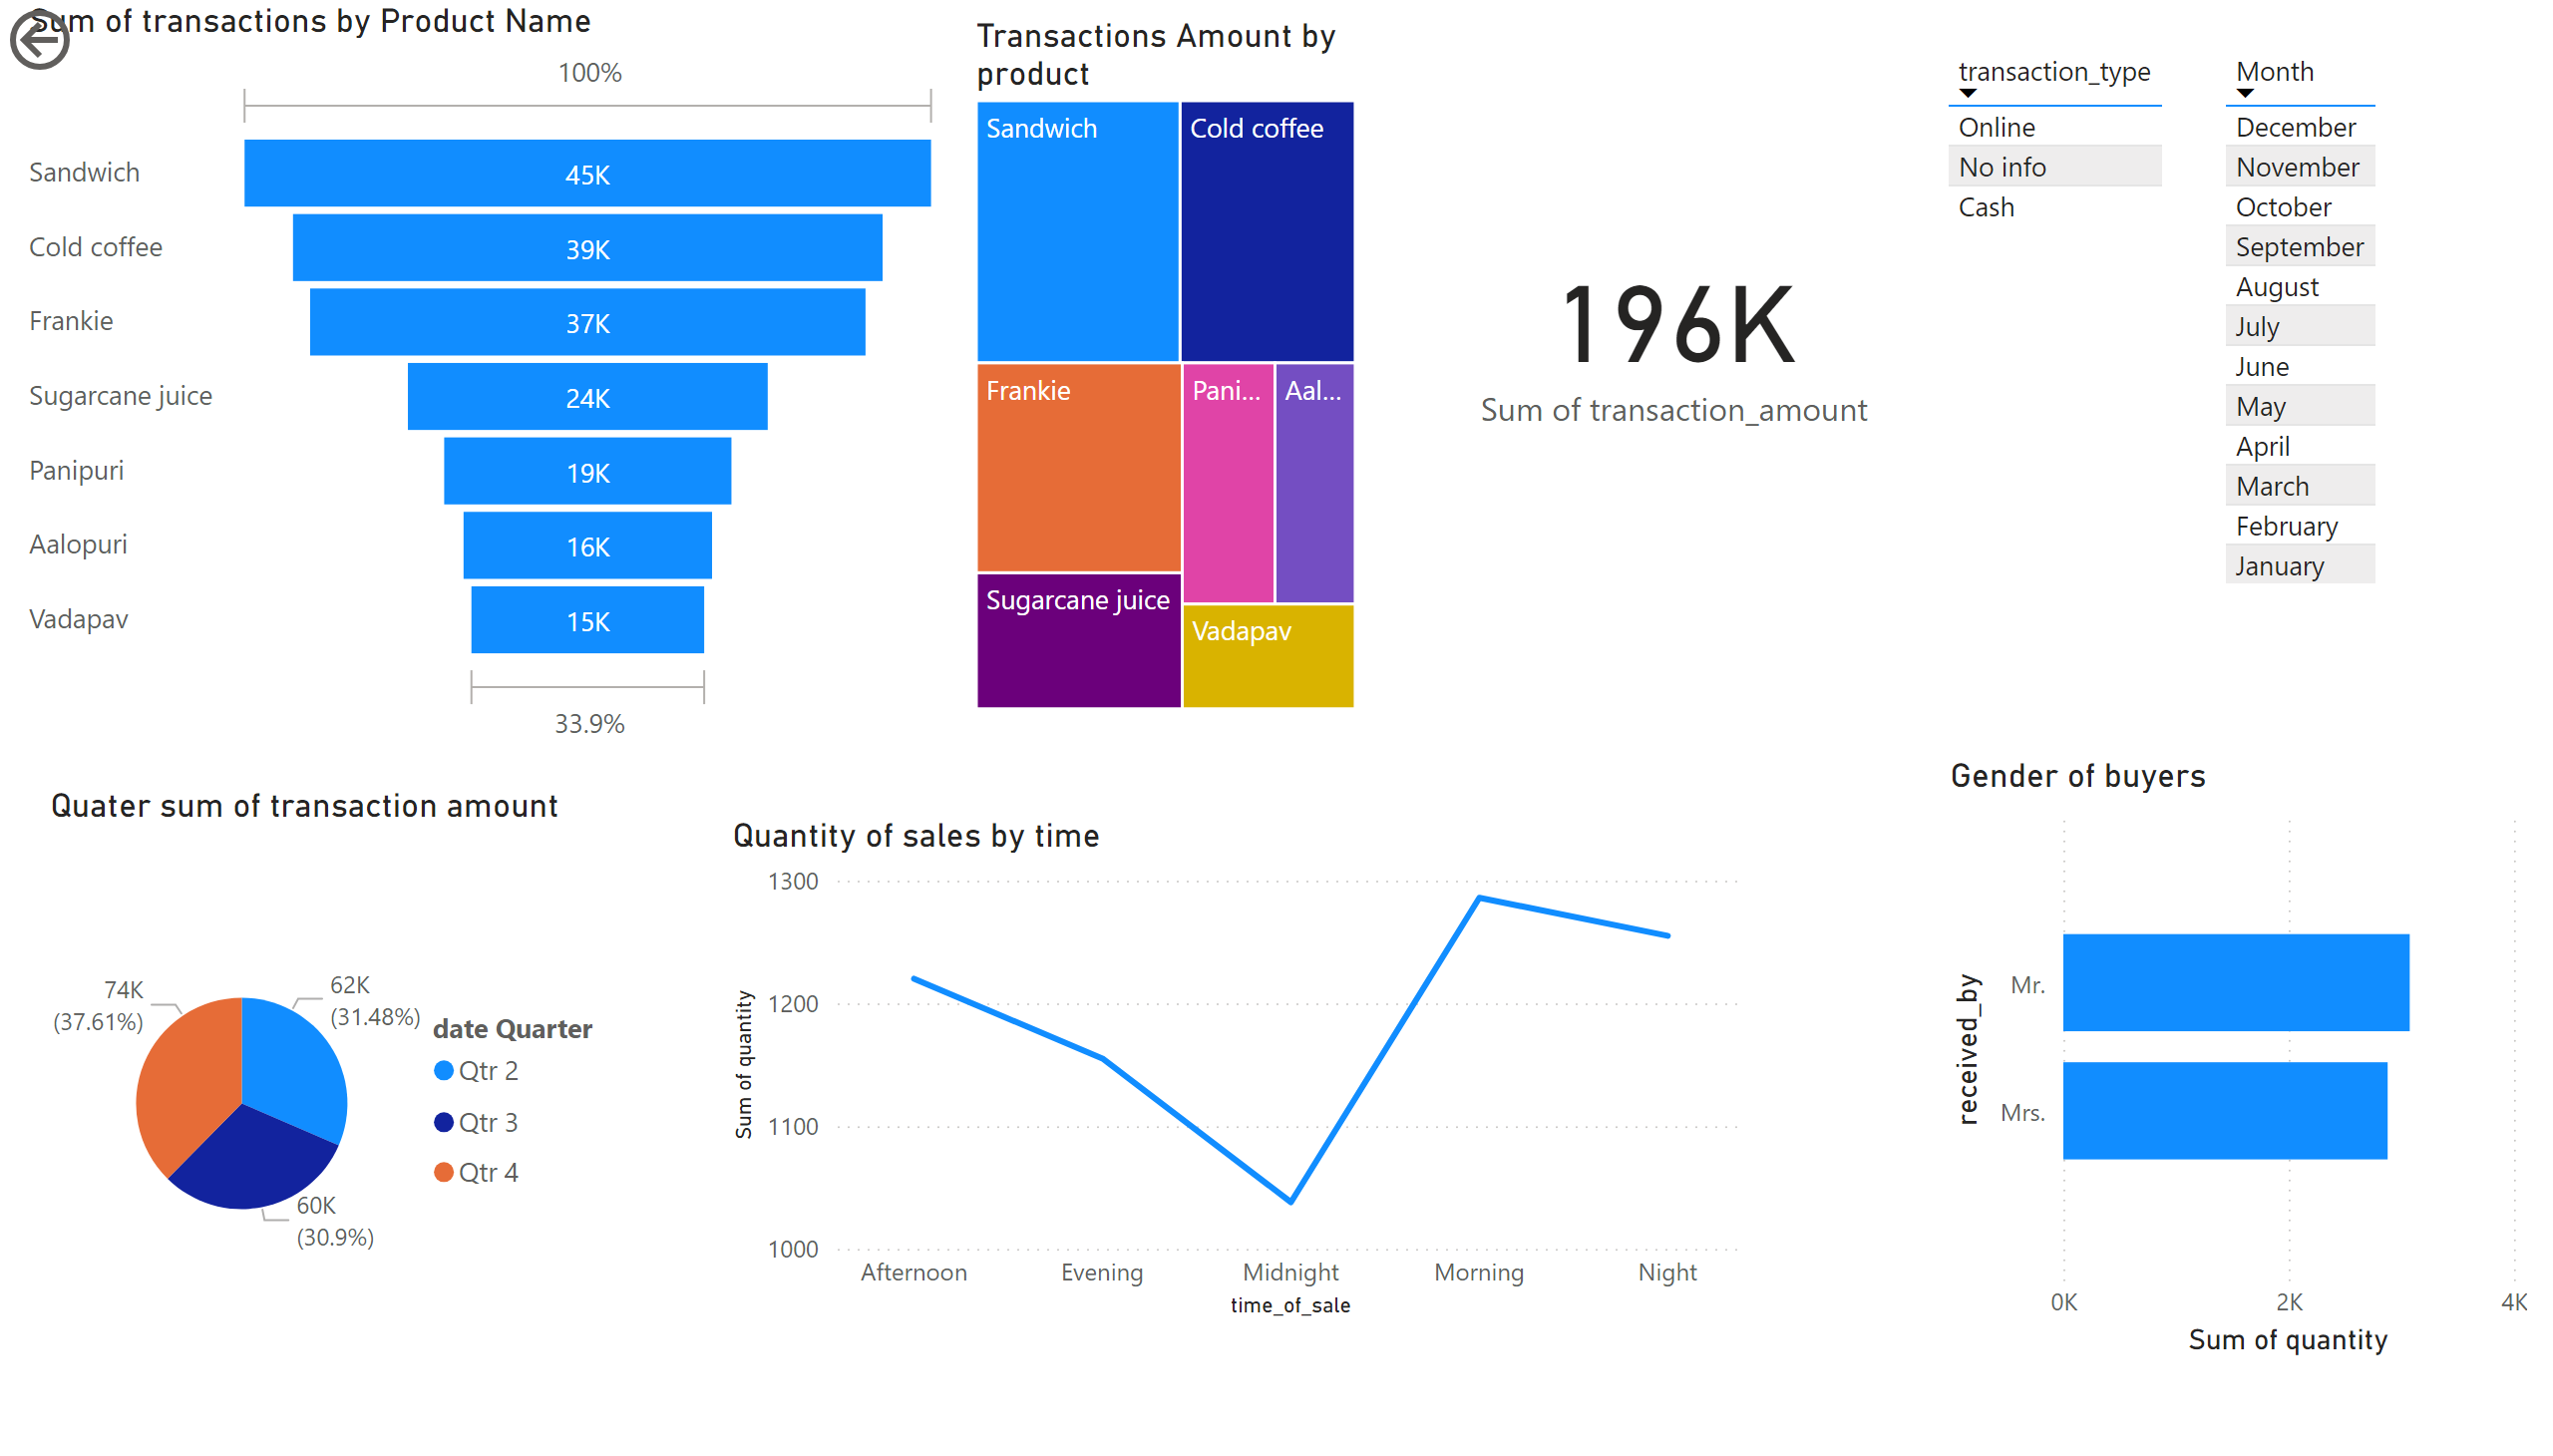 Sum of transactions by Product Name
100%
Sandwich
45K
Cold coffee
39K
Frankie
37K
Sugarcane juice
24K
Panipuri
19K
Aalopuri
16K
Vadapav
15K
33.9%
Transactions Amount by
product
Sandwich
Cold coffee
Frankie
Pani...
Aal...
Sugarcane juice
Vadapav
196K
Sum of transaction_amount
transaction_type
Online
No info
Cash
Month
December
November
October
September
August
July
June
May
April
March
February
January
Quater sum of transaction amount
74K
(37.61%)
62K
(31.48%)
60K
(30.9%)
date Quarter
Qtr 2
Qtr 3
Qtr 4
Quantity of sales by time
Sum of quantity
1300
1200
1100
1000
Afternoon
Evening
Midnight
Morning
Night
time_of_sale
Gender of buyers
received_by
Mr.
Mrs.
0K
2K
4K
Sum of quantity